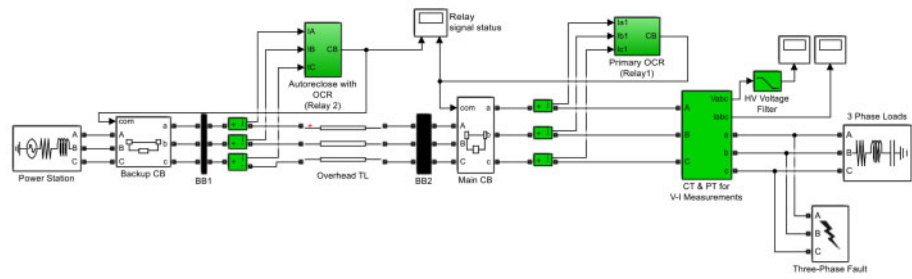 IA
IB
IC
CB
Autoreclose with
OCR
(Relay 2)
Relay
signal status
Ia1
Ib1
Ic1
CB
Primary OCR
(Relay1)
HV Voltage
Filter
Vabc
Iabc
A
B
C
a
b
c
CT & PT for
V-I Measurements
A
B
C
Power Station
com
A
B
C
a
b
c
Backup CB
BB1
Overhead TL
BB2
com
A
B
C
a
b
c
Main CB
3 Phase Loads
A
B
C
A
B
C
Three-Phase Fault